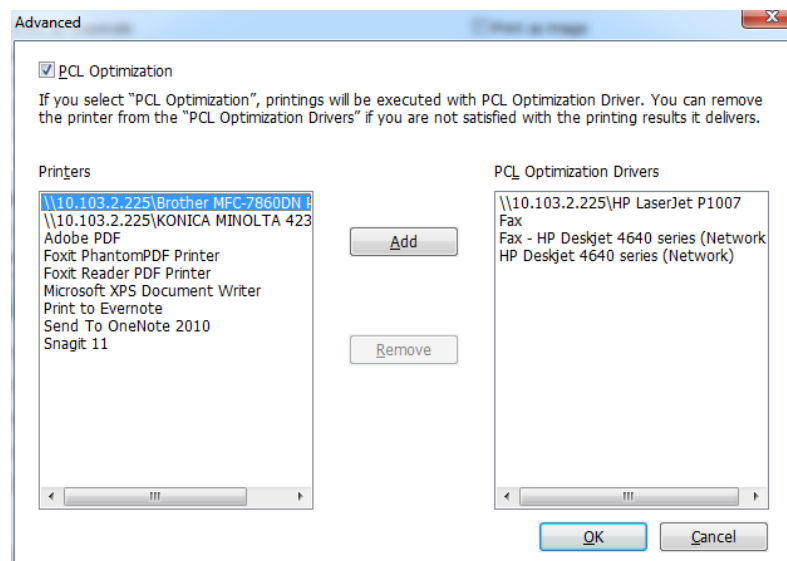 Advanced
PCL Optimization
If you select “PCL Optimization”, printings will be executed with PCL Optimization Driver. You can remove
the printer from the “PCL Optimization Drivers” if you are not satisfied with the printing results it delivers.
Printers
\\10.103.2.225\Brother MFC-7860DN
\\10.103.2.225\KONICA MINOLTA 423
Adobe PDF
Foxit PhantomPDF Printer
Foxit Reader PDF Printer
Microsoft XPS Document Writer
Print to Evernote
Send To OneNote 2010
Snagit 11
Add
Remove
PCL Optimization Drivers
\\10.103.2.225\HP LaserJet P1007
Fax
Fax - HP Deskjet 4640 series (Network
HP Deskjet 4640 series (Network)
OK
Cancel